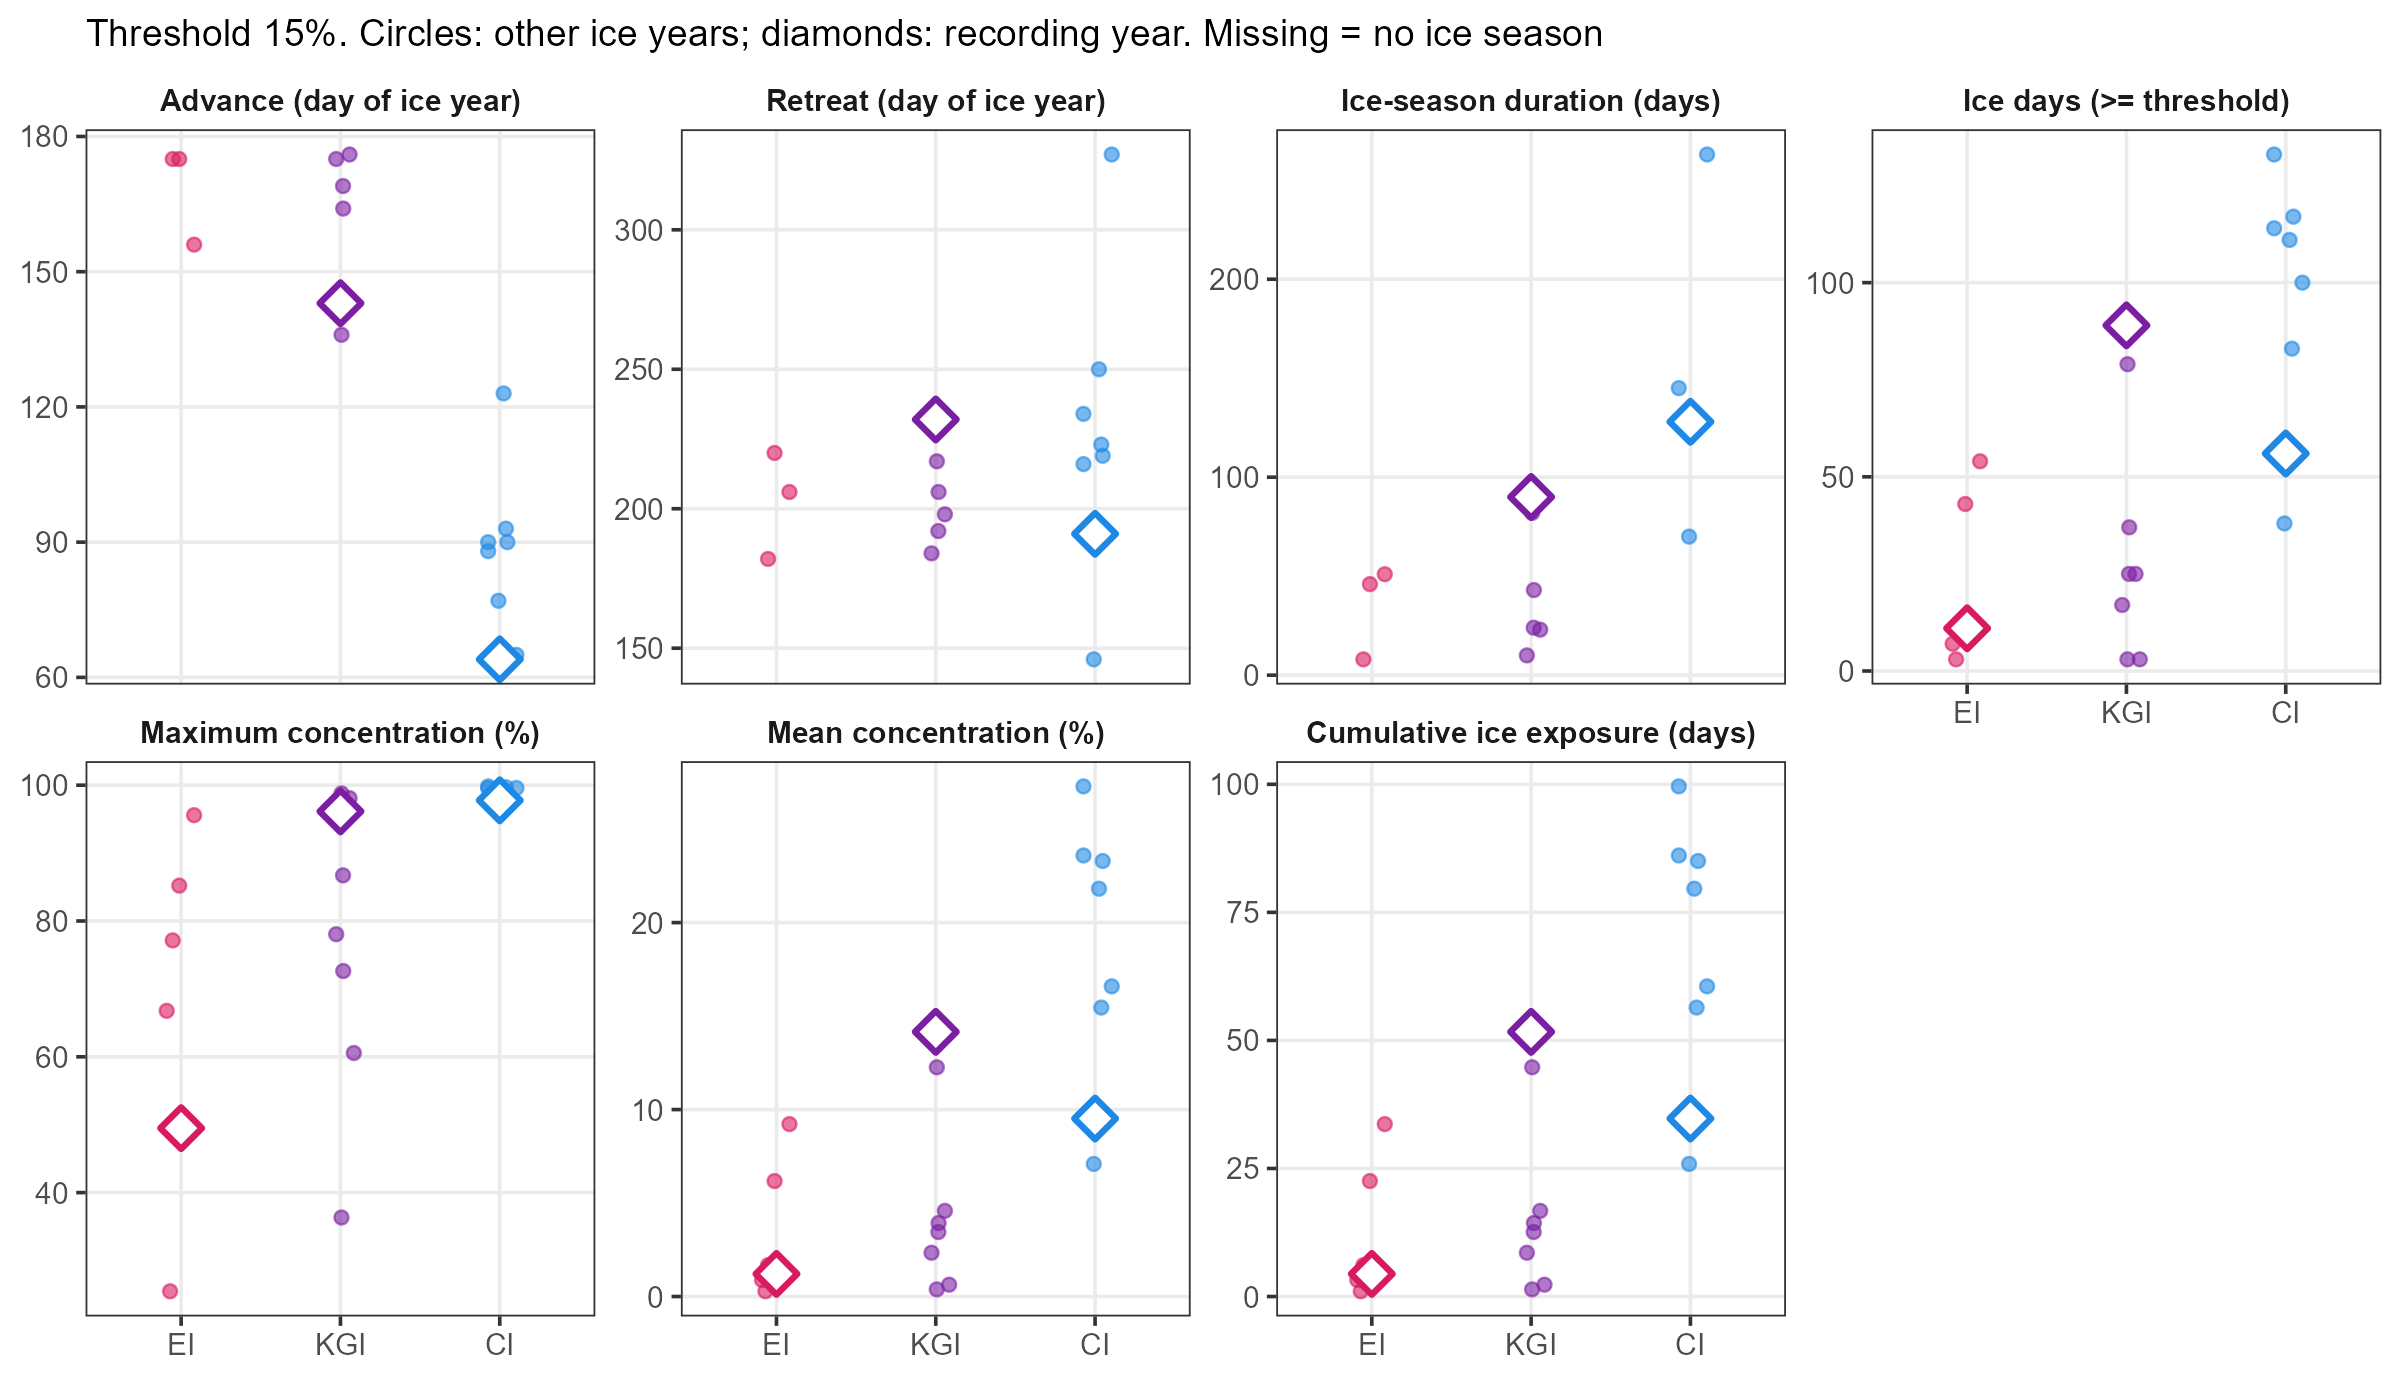 Threshold 15%. Circles: other ice years; diamonds: recording year. Missing = no ice season
Advance (day of ice year)
180
150
120
90
60
Retreat (day of ice year)
300
250
200
150
Ice-season duration (days)
200
100
0
Ice days (>= threshold)
100
50
0
EI KGI CI
Maximum concentration (%)
100
80
60
40
EI KGI CI
Mean concentration (%)
20
10
0
EI KGI CI
Cumulative ice exposure (days)
100
75
50
25
0
EI KGI CI